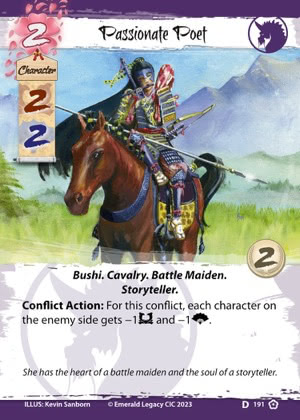 2
Passionate Poet
Character
2
2
2
Bushi. Cavalry. Battle Maiden.
Storyteller.
Conflict Action: For this conflict, each character on
the enemy side gets −1 and −1.
She has the heart of a battle maiden and the soul of a storyteller.
ILLUS: Kevin Sanborn © Emerald Legacy CIC 2023 D 191